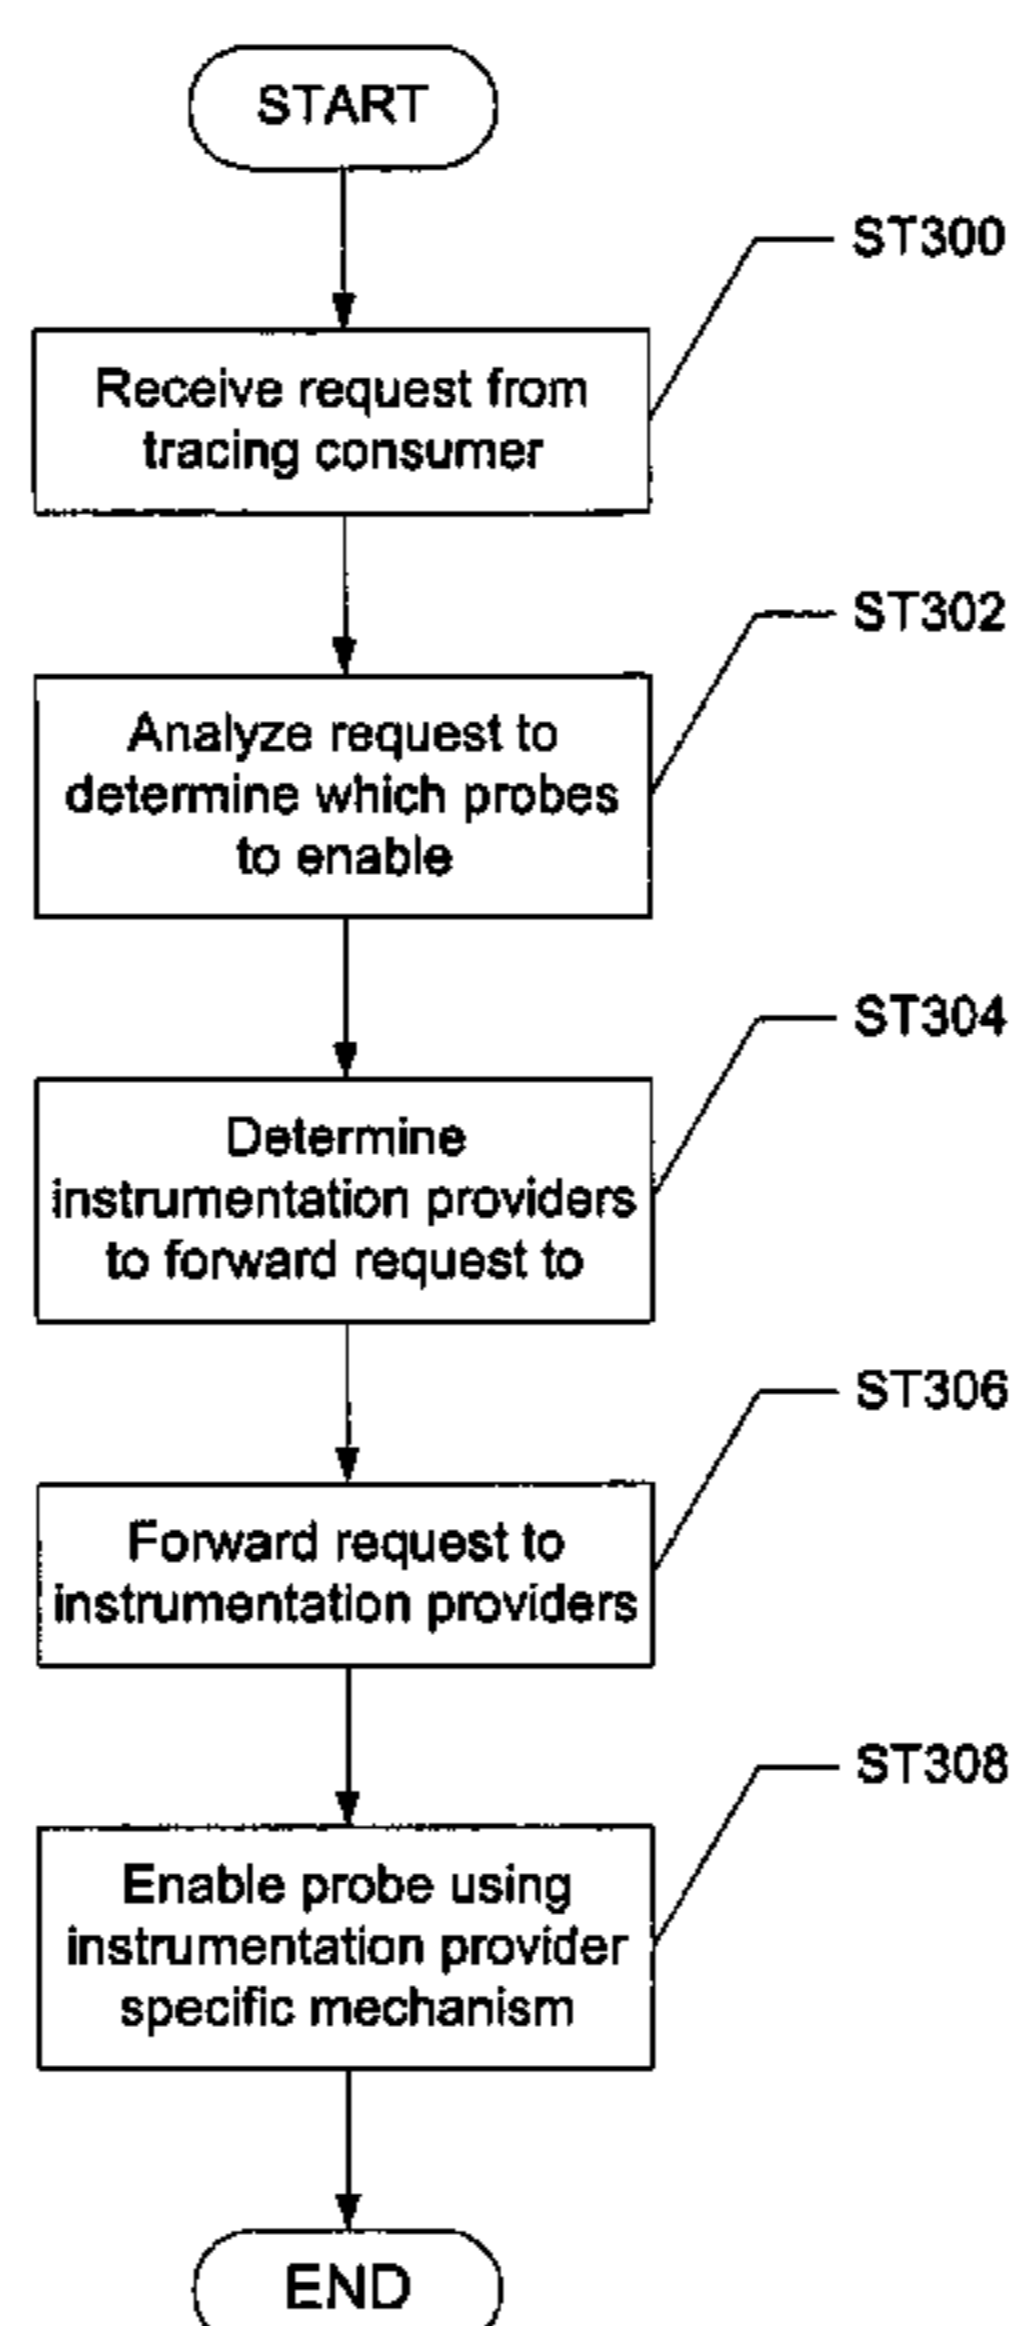 START
ST300
Receive request from
tracing consumer
ST302
Analyze request to
determine which probes
to enable
ST304
Determine
instrumentation providers
to forward request to
ST306
Forward request to
instrumentation providers
ST308
Enable probe using
instrumentation provider
specific mechanism
END